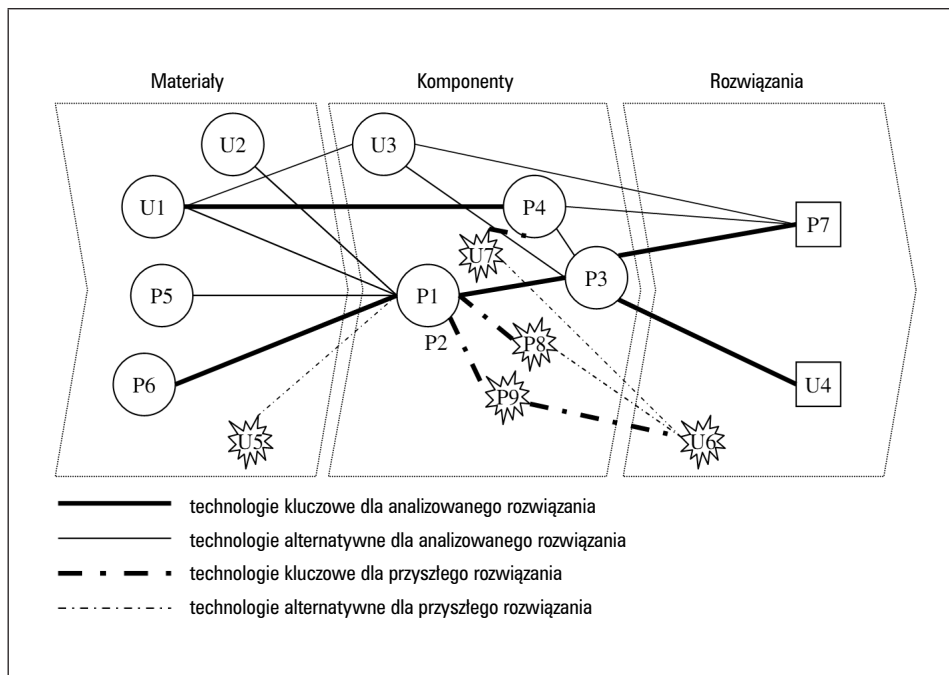 Materiały
Komponenty
Rozwiązania
U2
U3
U1
P4
P7
U7
P3
P5
P1
P2
P8
P6
P9
U4
U5
U6
technologie kluczowe dla analizowanego rozwiązania
technologie alternatywne dla analizowanego rozwiązania
technologie kluczowe dla przyszłego rozwiązania
technologie alternatywne dla przyszłego rozwiązania